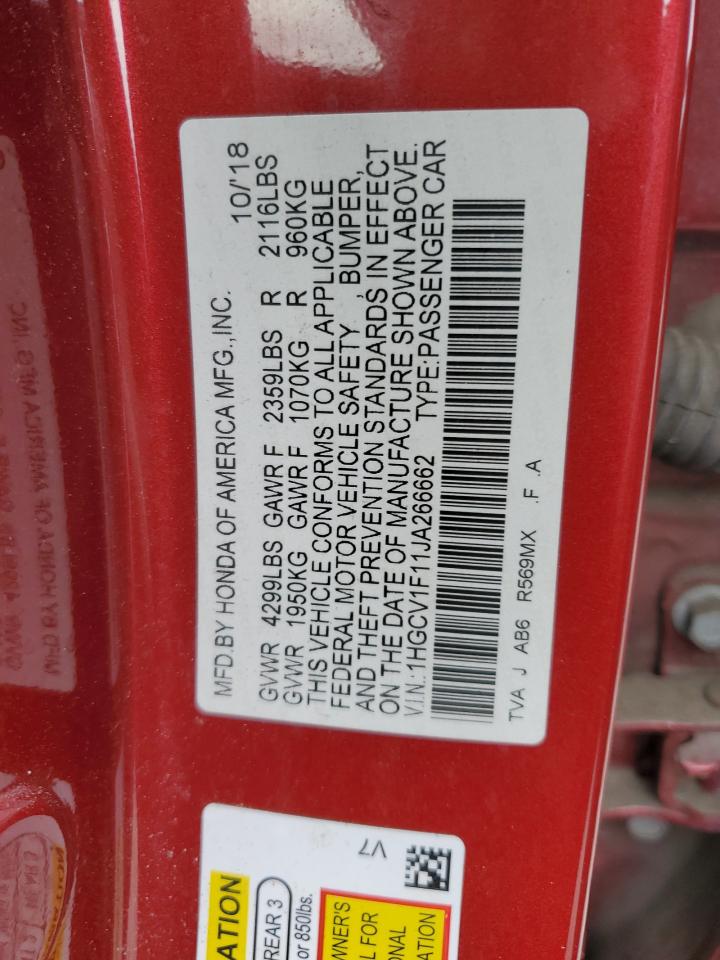 MFD.BY HONDA OF AMERICA MFG.,INC. 10/'18
GVWR 4299LBS GAWR F 2359LBS R 2116LBS
GVWR 1950KG GAWR F 1070KG R 960KG
THIS VEHICLE CONFORMS TO ALL APPLICABLE
FEDERAL MOTOR VEHICLE SAFETY , BUMPER,
AND THEFT PREVENTION STANDARDS IN EFFECT
ON THE DATE OF MANUFACTURE SHOWN ABOVE.
V.I.N.:1HGCV1F11JA266662 TYPE:PASSENGER CAR
TVA J AB6 R569MX .F .A
V7
ATION
REAR 3
or 850lbs.
WNER'S
L FOR
ONAL
ATION